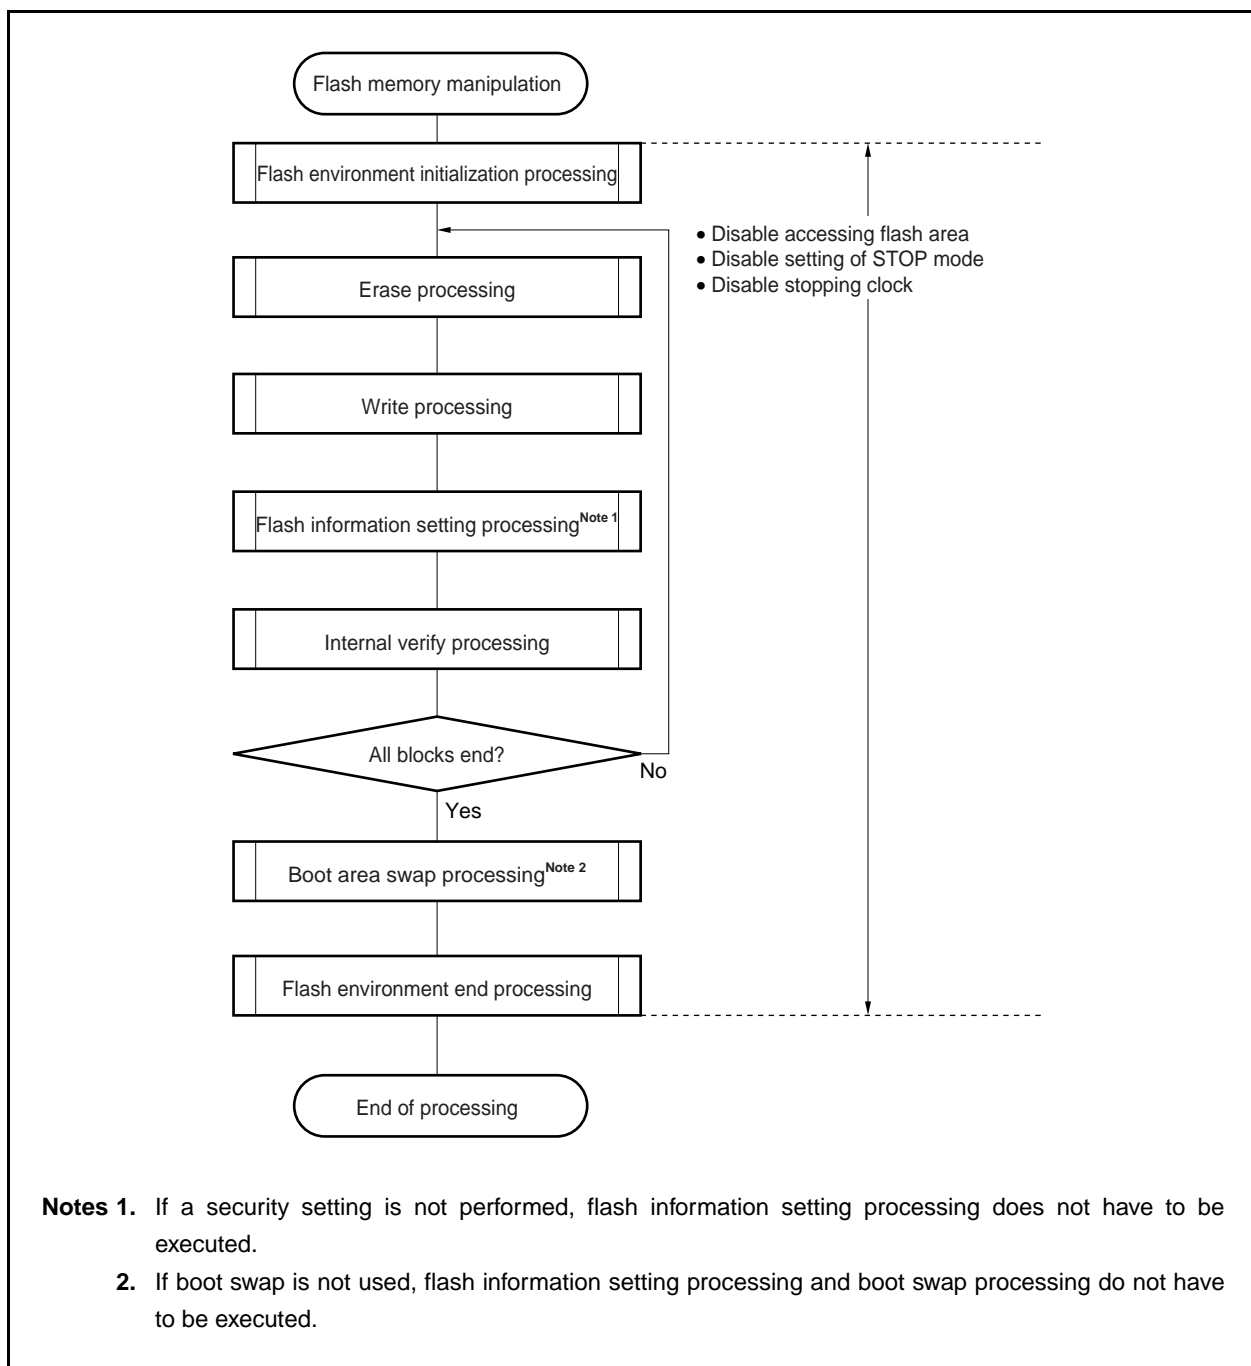 Flash memory manipulation
Flash environment initialization processing
• Disable accessing flash area
• Disable setting of STOP mode
• Disable stopping clock
Erase processing
Write processing
Flash information setting processingNote 1
Internal verify processing
All blocks end?
No
Yes
Boot area swap processingNote 2
Flash environment end processing
End of processing
Notes 1. If a security setting is not performed, flash information setting processing does not have to be
executed.
2. If boot swap is not used, flash information setting processing and boot swap processing do not have
to be executed.